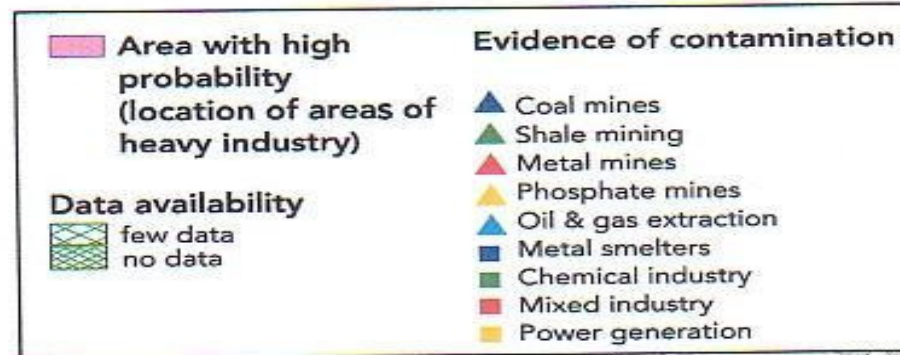 Area with high
probability
(location of areas of
heavy industry)
Data availability
few data
no data
Evidence of contamination
Coal mines
Shale mining
Metal mines
Phosphate mines
Oil & gas extraction
Metal smelters
Chemical industry
Mixed industry
Power generation